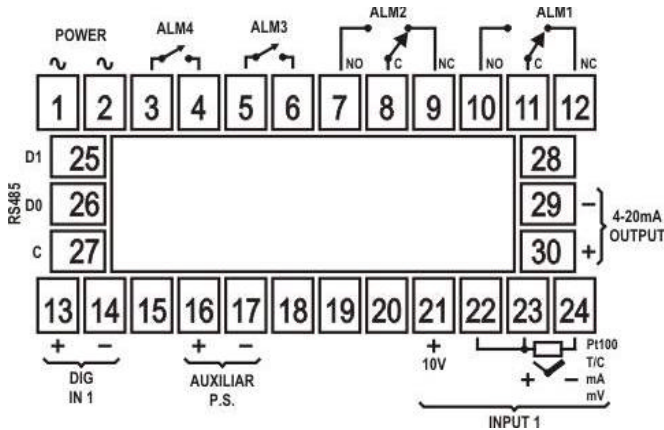 POWER ALM4 ALM3 ALM2 ALM1
∿ ∿ NO C NC NO C NC
1 2 3 4 5 6 7 8 9 10 11 12
D1 25 28
RS485
D0 26 29 −
4-20mA
OUTPUT
C 27 30 +
13 14 15 16 17 18 19 20 21 22 23 24
+ − + − + + −
DIG
IN 1
AUXILIAR
P.S.
10V
Pt100
T/C
mA
mV
INPUT 1